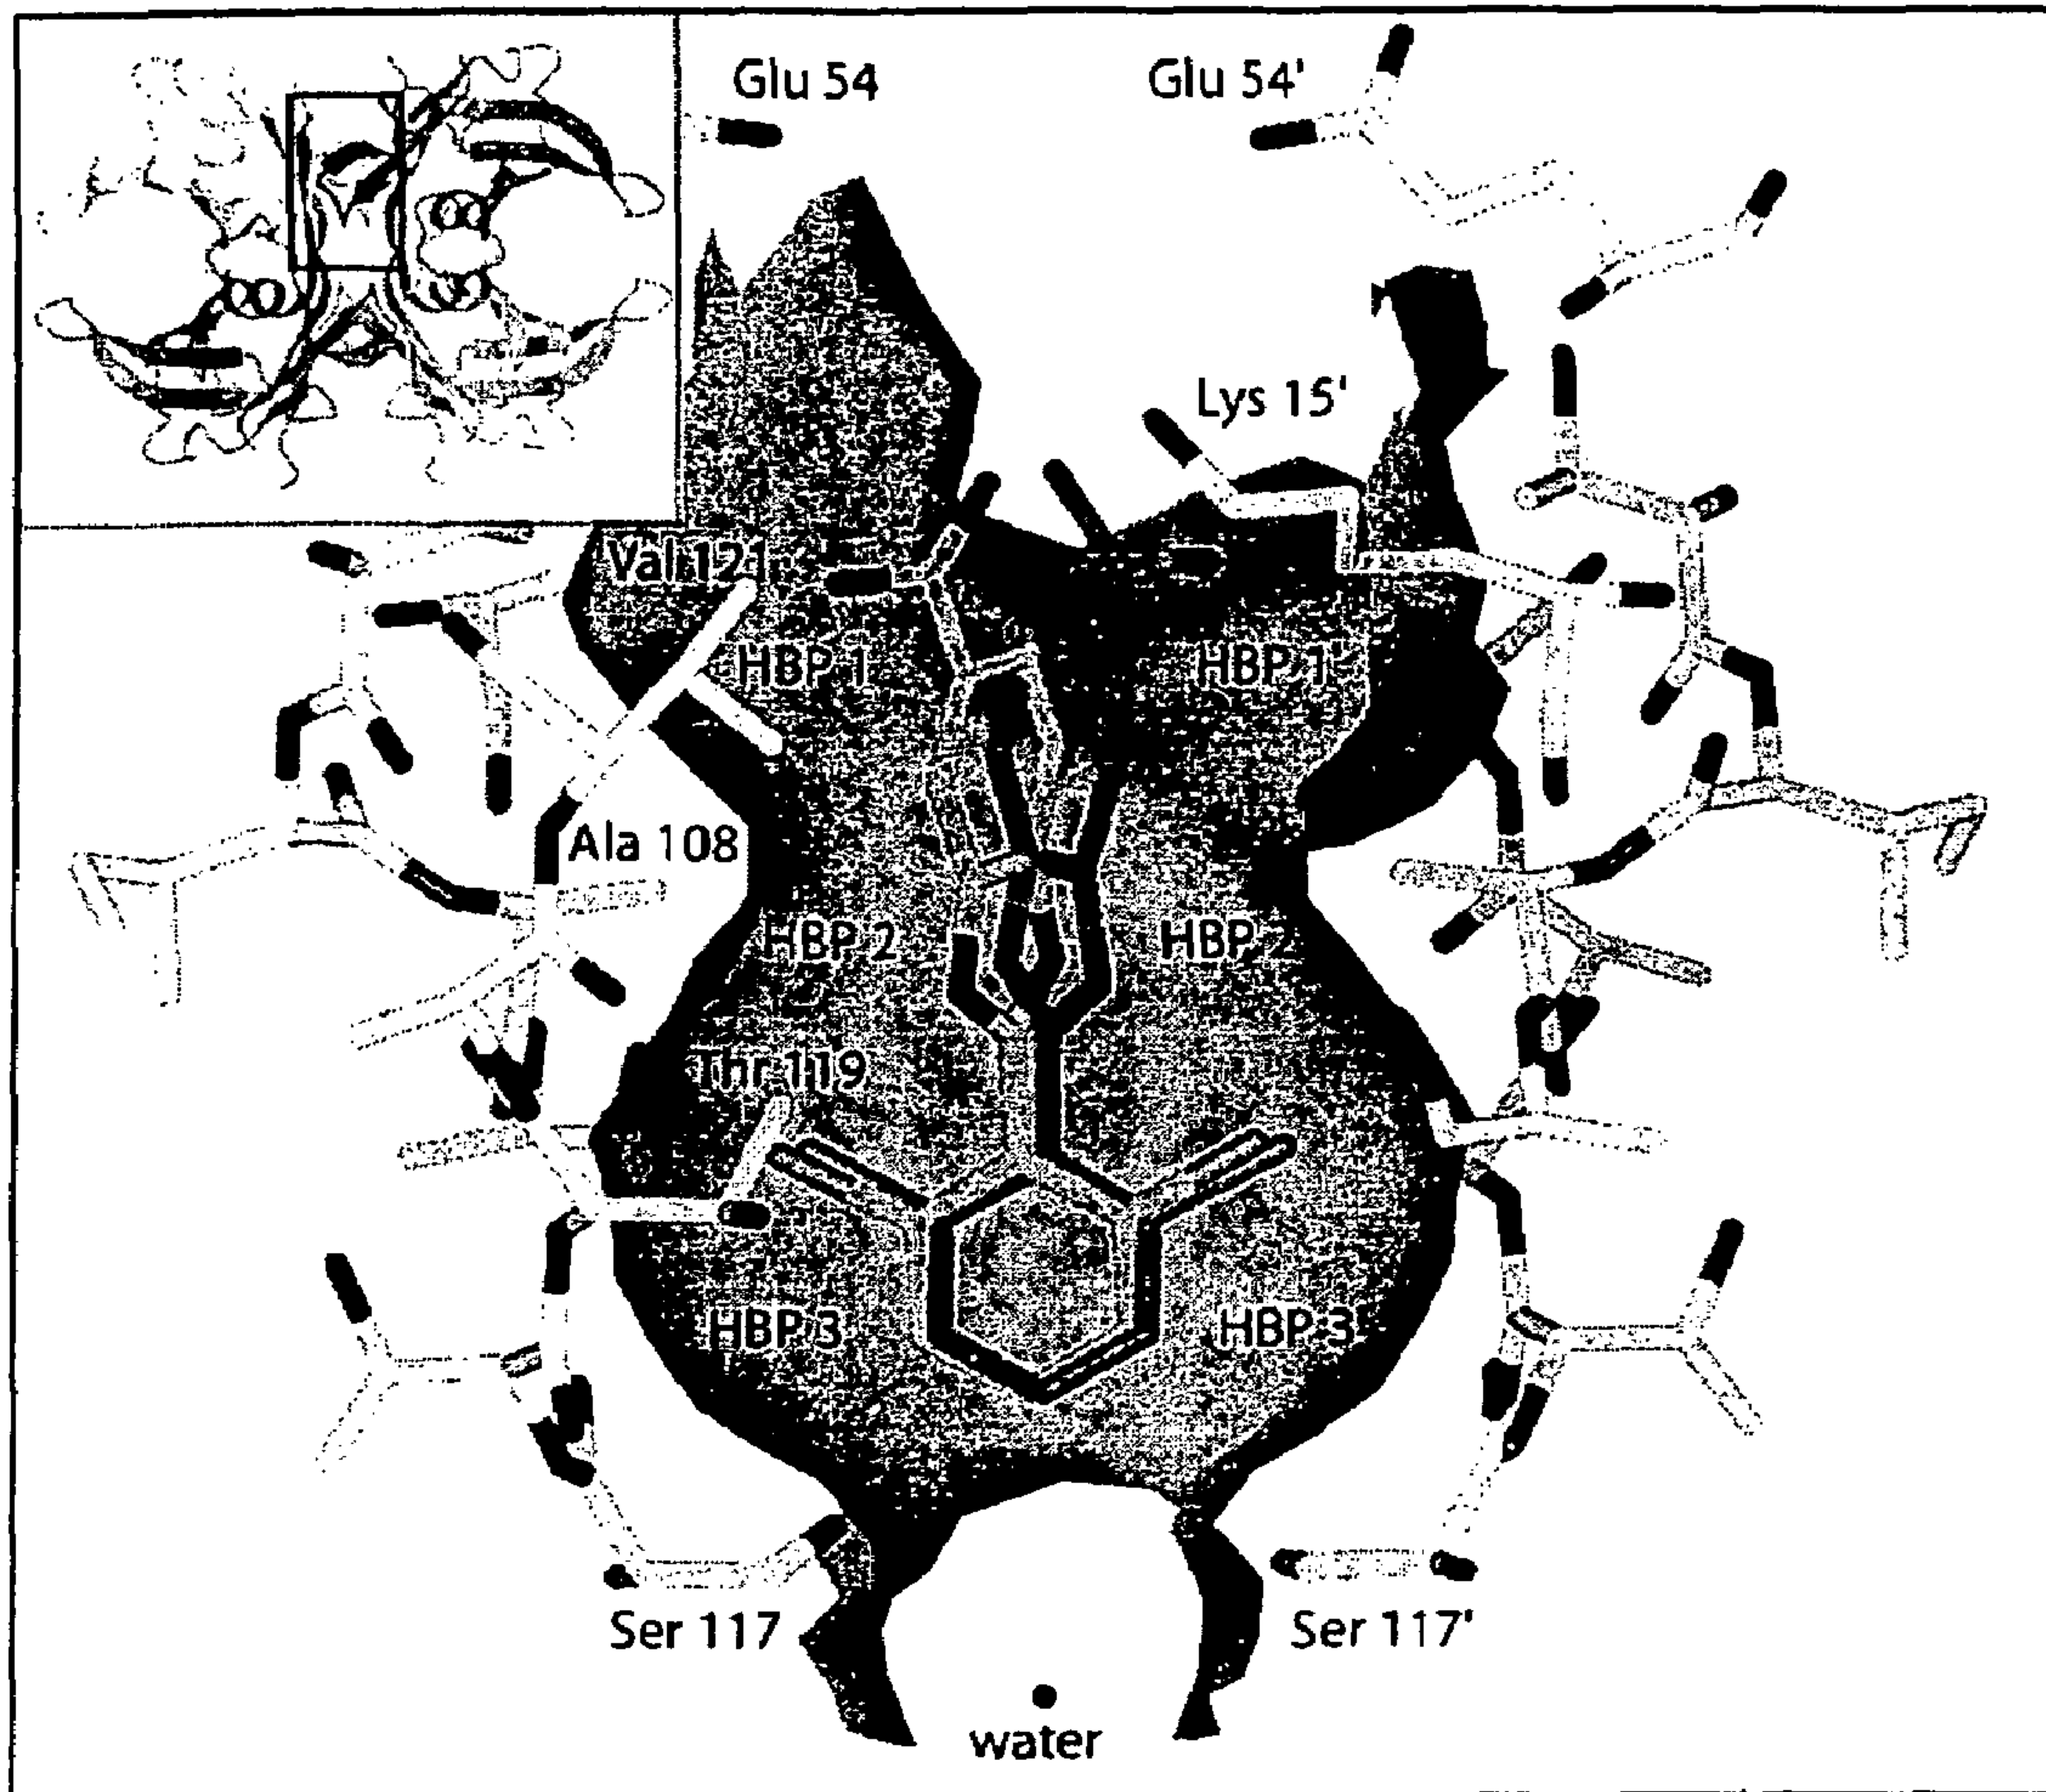 Glu 54
Glu 54'
Lys 15'
Val 121
HBP 1
HBP 1'
Ala 108
HBP 2
HBP 2'
Thr 119
HBP 3
HBP 3'
Ser 117
Ser 117'
water